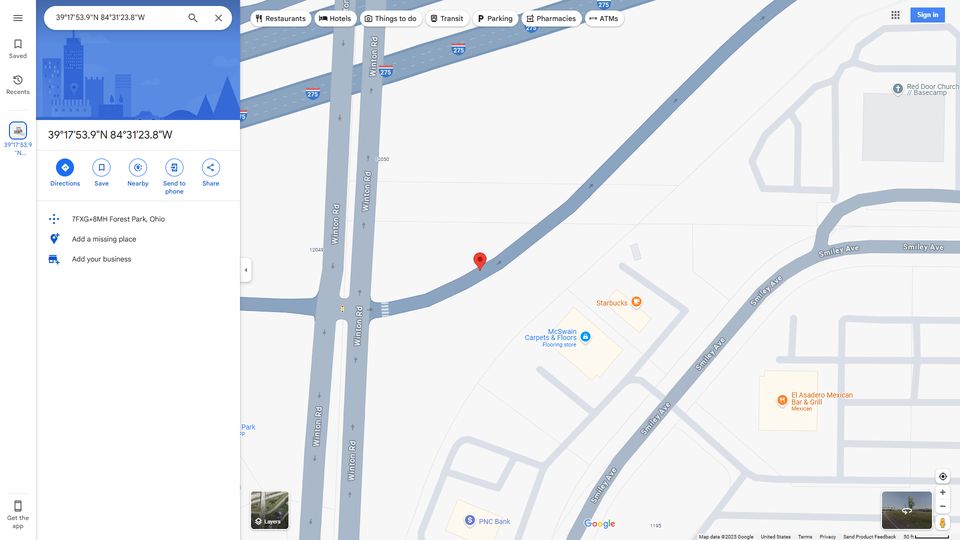 39°17'53.9"N 84°31'23.8"W
Restaurants
Hotels
Things to do
Transit
Parking
Pharmacies
ATMs
Sign in
Saved
Recents
39°17'53.9
"N...
39°17'53.9"N 84°31'23.8"W
Directions
Save
Nearby
Send to
phone
Share
7FXG+8MH Forest Park, Ohio
Add a missing place
Add your business
Get the
app
275
275
275
275
275
Winton Rd
Winton Rd
Winton Rd
Winton Rd
Winton Rd
Winton Rd
Red Door Church
// Basecamp
Smiley Ave
Smiley Ave
Smiley Ave
Smiley Ave
Smiley Ave
Smiley Ave
Starbucks
McSwain
Carpets & Floors
Flooring store
El Asadero Mexican
Bar & Grill
Mexican
Park
PNC Bank
1195
Layers
Google
Map data ©2025 Google
United States
Terms
Privacy
Send Product Feedback
50 ft